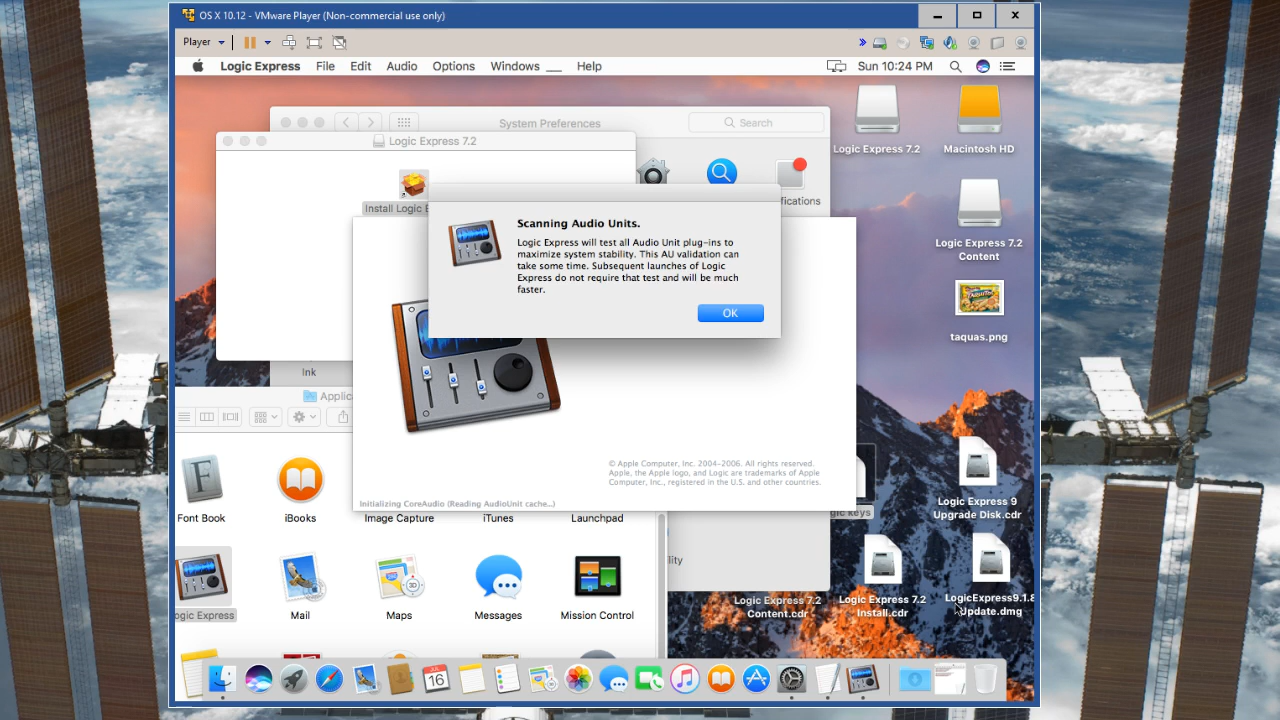 OS X 10.12 - VMware Player (Non-commercial use only)
Player
Logic Express File Edit Audio Options Windows Help
Sun 10:24 PM
System Preferences
Search
Logic Express 7.2
Install Logic E
fications
Scanning Audio Units.
Logic Express will test all Audio Unit plug-ins to
maximize system stability. This AU validation can
take some time. Subsequent launches of Logic
Express do not require that test and will be much
faster.
OK
Logic Express 7.2
Macintosh HD
Logic Express 7.2
Content
taquas.png
Ink
Applica
© Apple Computer, Inc. 2004-2006. All rights reserved.
Apple, the Apple logo, and Logic are trademarks of Apple
Computer, Inc., registered in the U.S. and other countries.
Initializing CoreAudio (Reading AudioUnit cache...)
Font Book
iBooks
Image Capture
iTunes
Launchpad
gic keys
Logic Express 9
Upgrade Disk.cdr
lity
ogic Express
Mail
Maps
3D
Messages
Mission Control
Logic Express 7.2
Content.cdr
Logic Express 7.2
Install.cdr
LogicExpress9.1.8
Update.dmg
16